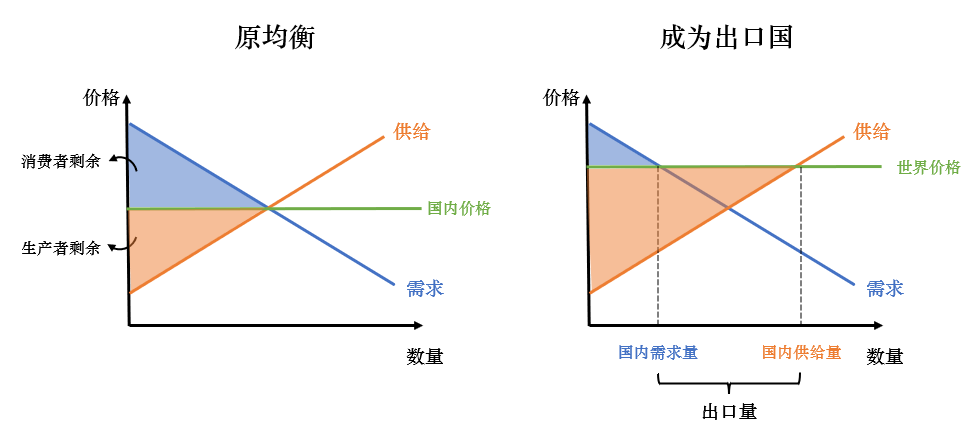 原均衡
价格
供给
消费者剩余
国内价格
生产者剩余
需求
数量
成为出口国
价格
供给
世界价格
需求
国内需求量
国内供给量
数量
出口量